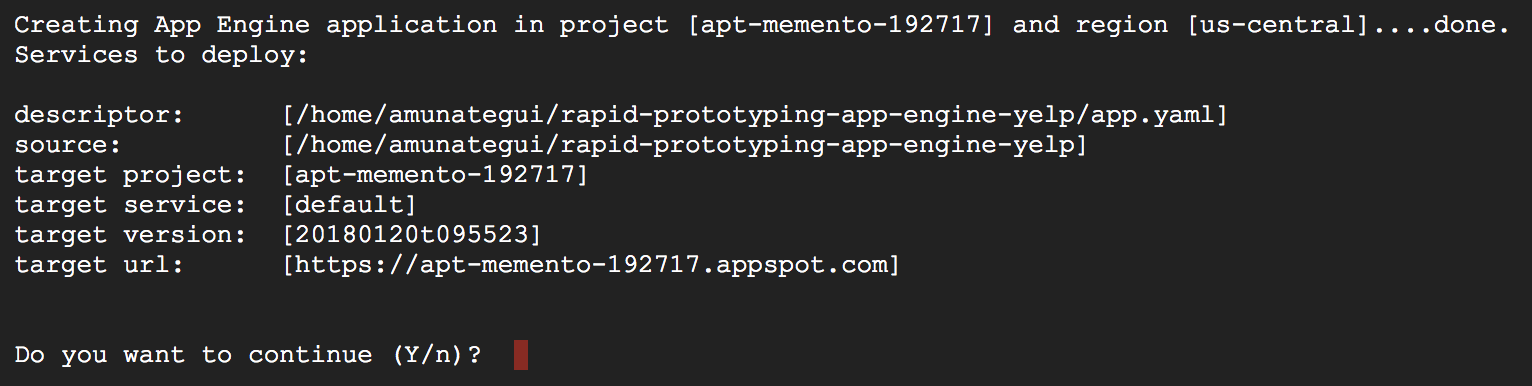 Creating App Engine application in project [apt-memento-192717] and region [us-central]....done.
Services to deploy:
descriptor:      [/home/amunategui/rapid-prototyping-app-engine-yelp/app.yaml]
source:          [/home/amunategui/rapid-prototyping-app-engine-yelp]
target project:  [apt-memento-192717]
target service:  [default]
target version:  [20180120t095523]
target url:      [https://apt-memento-192717.appspot.com]
Do you want to continue (Y/n)?